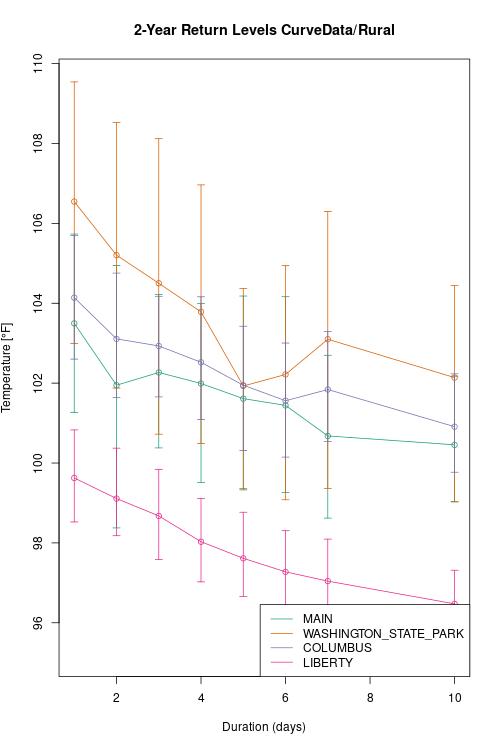 2-Year Return Levels CurveData/Rural
Temperature [°F]
110
108
106
104
102
100
98
96
2
4
6
8
10
Duration (days)
MAIN
WASHINGTON_STATE_PARK
COLUMBUS
LIBERTY